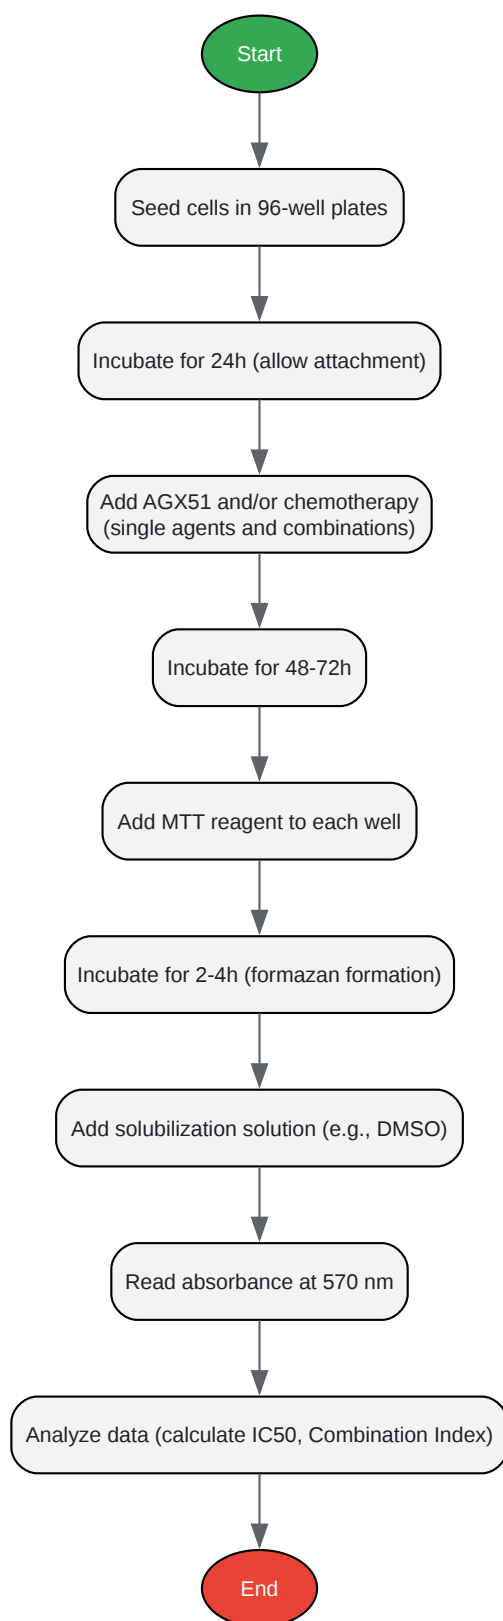 Start
Seed cells in 96-well plates
Incubate for 24h (allow attachment)
Add AGX51 and/or chemotherapy
(single agents and combinations)
Incubate for 48-72h
Add MTT reagent to each well
Incubate for 2-4h (formazan formation)
Add solubilization solution (e.g., DMSO)
Read absorbance at 570 nm
Analyze data (calculate IC50, Combination Index)
End